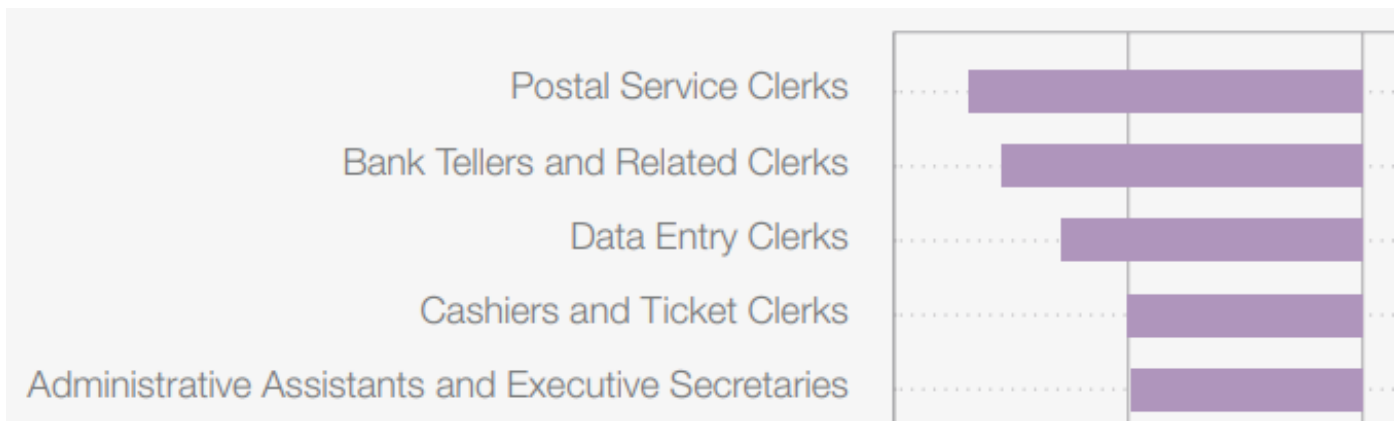 Postal Service Clerks
Bank Tellers and Related Clerks
Data Entry Clerks
Cashiers and Ticket Clerks
Administrative Assistants and Executive Secretaries